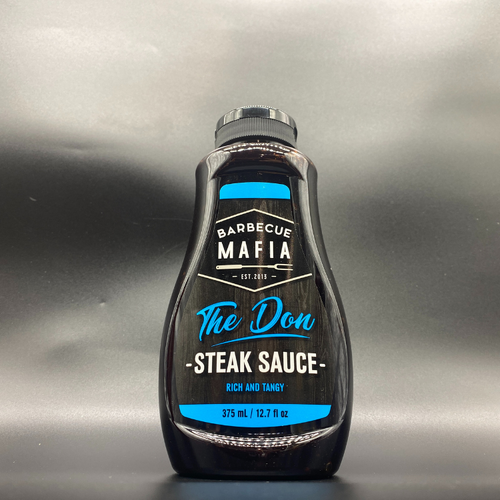 BARBECUE
MAFIA
EST. 2013
The Don
-STEAK SAUCE-
RICH AND TANGY
375 mL / 12.7 fl oz